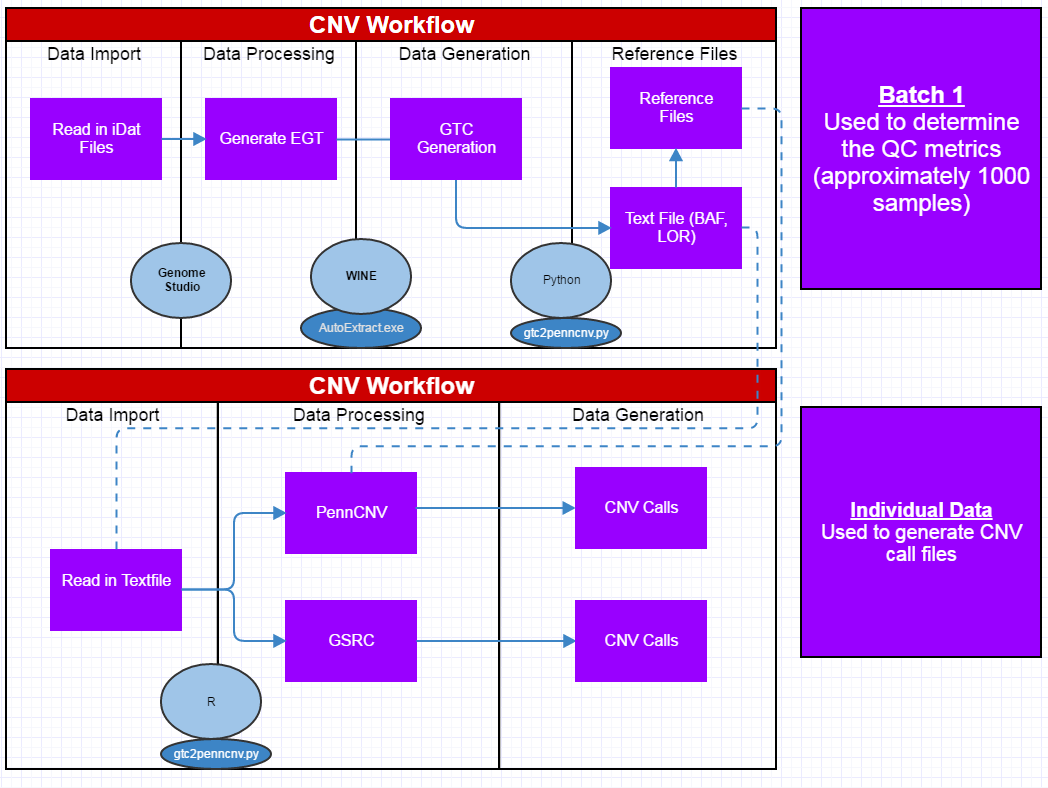 CNV Workflow
Data Import
Data Processing
Data Generation
Reference Files
Read in iDat
Files
Generate EGT
GTC
Generation
Reference
Files
Text File (BAF,
LOR)
Genome
Studio
WINE
AutoExtract.exe
Python
gtc2penncnv.py
Batch 1
Used to determine
the QC metrics
(approximately 1000
samples)
CNV Workflow
Data Import
Data Processing
Data Generation
Read in Textfile
PennCNV
CNV Calls
GSRC
CNV Calls
R
gtc2penncnv.py
Individual Data
Used to generate CNV
call files